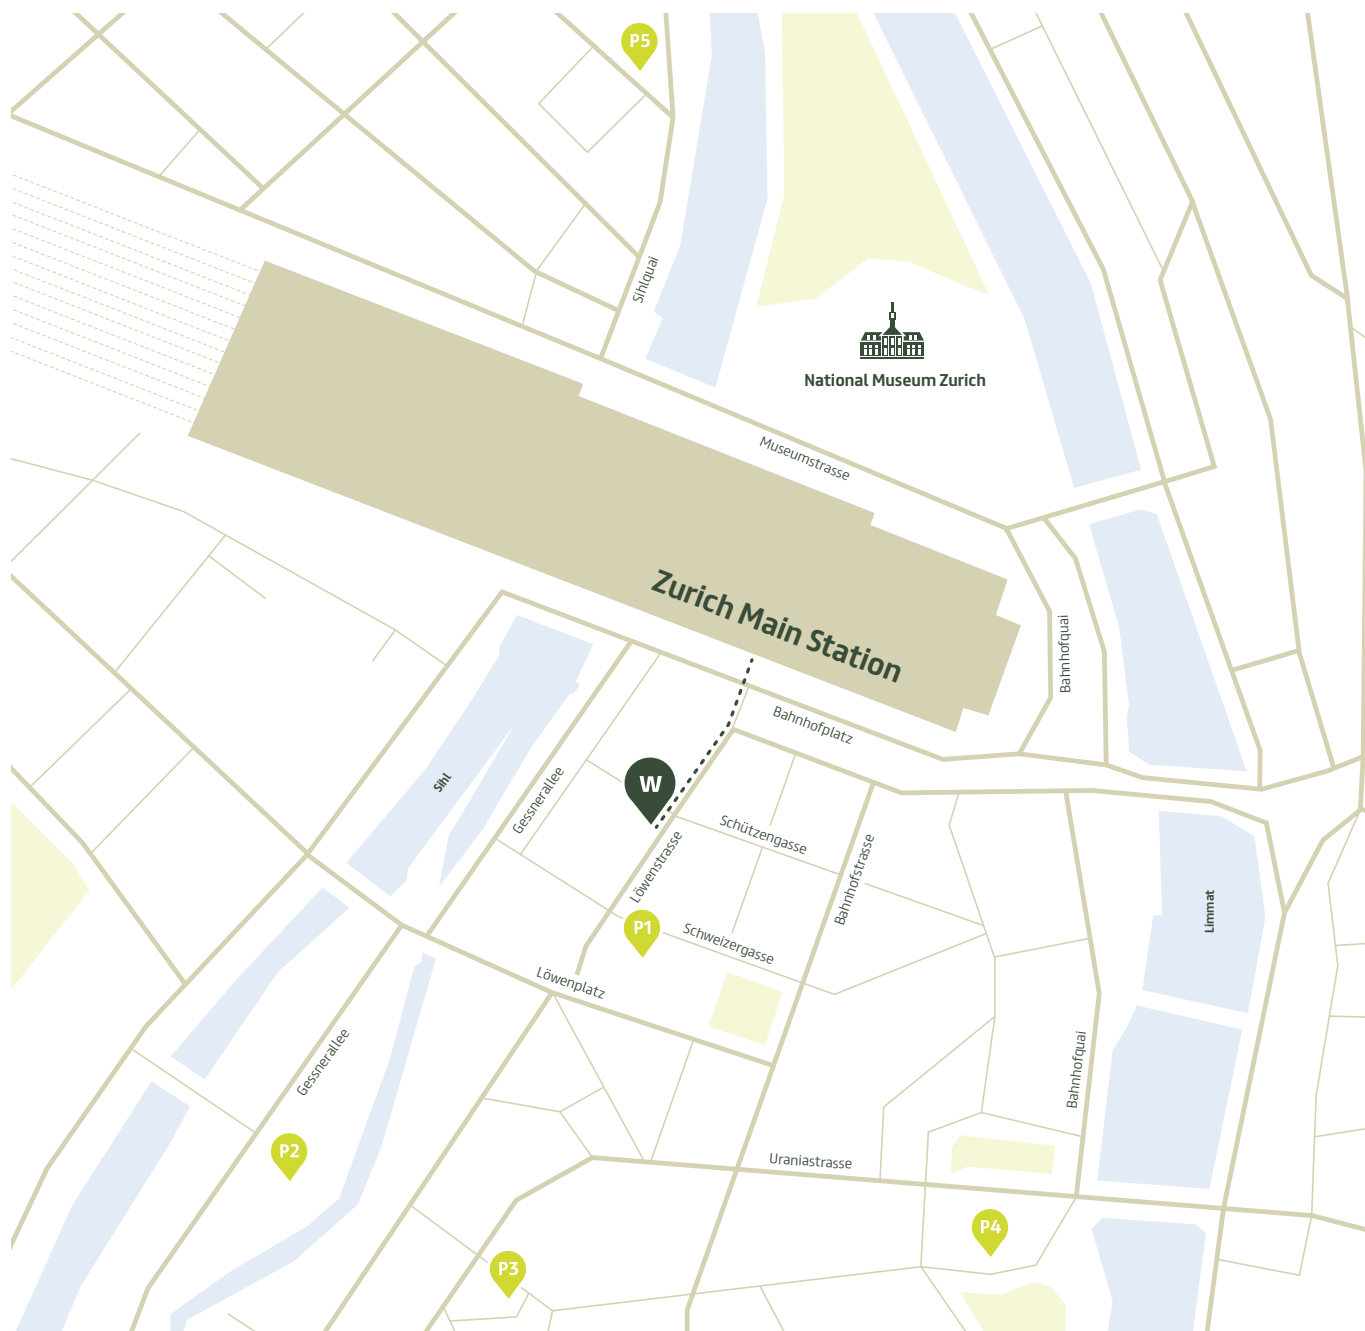 P5
Sihlquai
National Museum Zurich
Museumstrasse
Zurich Main Station
Bahnhofquai
Bahnhofplatz
Sihl
Gessnerallee
W
Schützengasse
Löwenstrasse
Bahnhofstrasse
Limmat
P1
Schweizergasse
Löwenplatz
Gessnerallee
Bahnhofquai
P2
Uraniastrasse
P4
P3